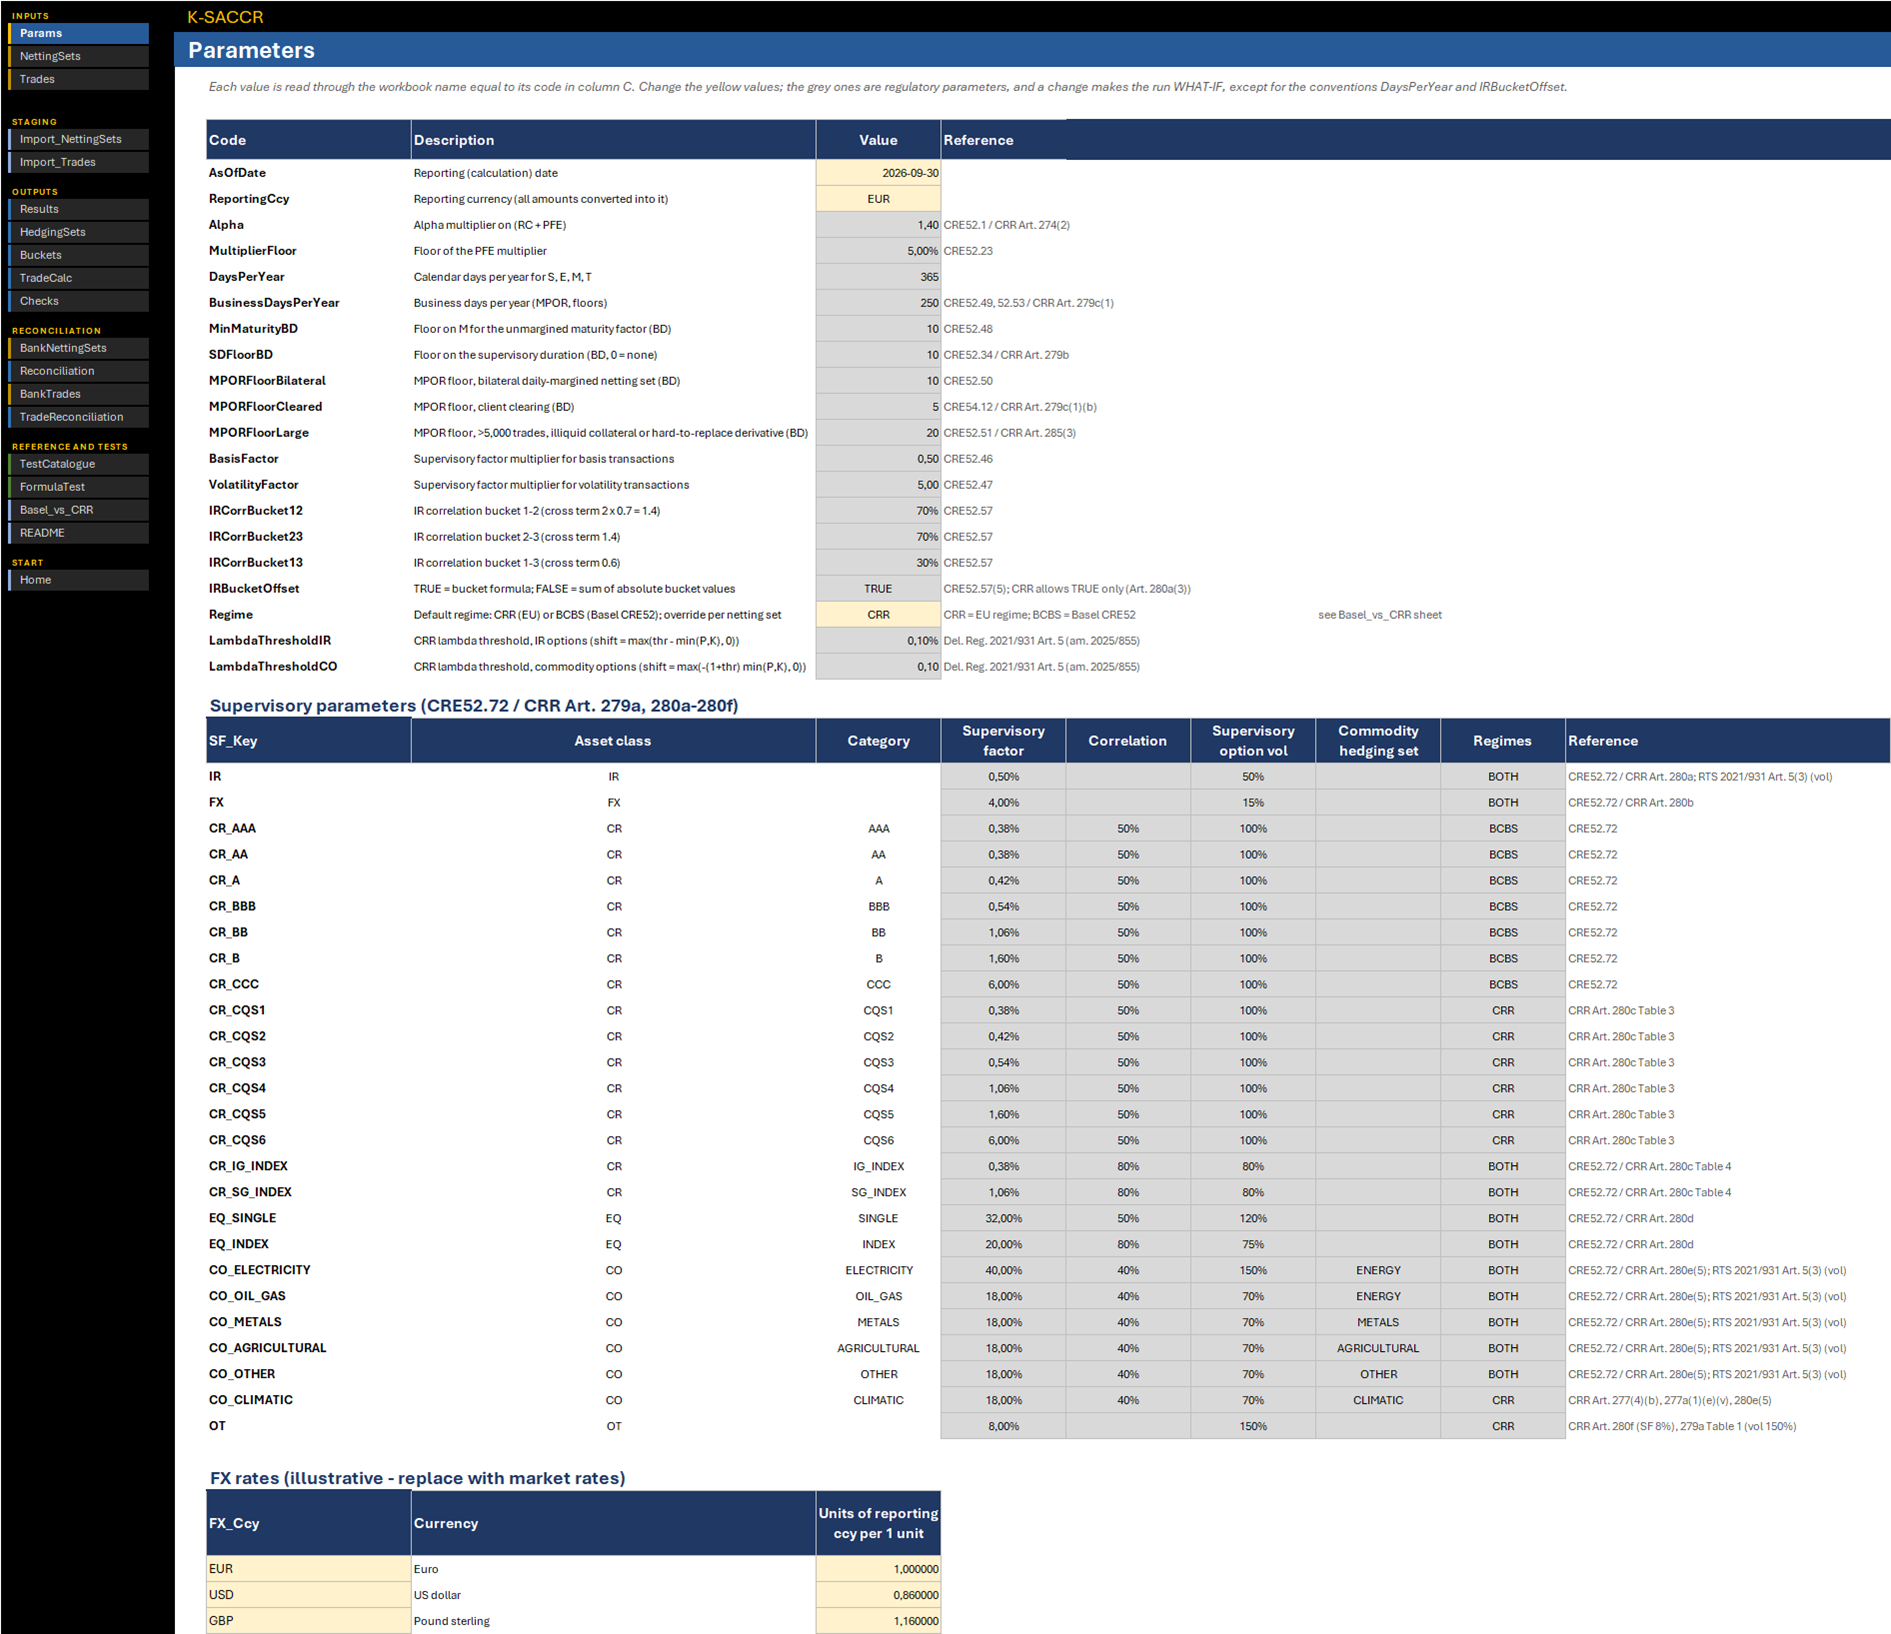 INPUTS
Params
NettingSets
Trades
STAGING
Import_NettingSets
Import_Trades
OUTPUTS
Results
HedgingSets
Buckets
TradeCalc
Checks
RECONCILIATION
BankNettingSets
Reconciliation
BankTrades
TradeReconciliation
REFERENCE AND TESTS
TestCatalogue
FormulaTest
Basel_vs_CRR
README
START
Home
K-SACCR
Parameters
Each value is read through the workbook name equal to its code in column C. Change the yellow values; the grey ones are regulatory parameters, and a change makes the run WHAT-IF, except for the conventions DaysPerYear and IRBucketOffset.
Code Description Value Reference
AsOfDate Reporting (calculation) date 2026-09-30
ReportingCcy Reporting currency (all amounts converted into it) EUR
Alpha Alpha multiplier on (RC + PFE) 1,40 CRE52.1 / CRR Art. 274(2)
MultiplierFloor Floor of the PFE multiplier 5,00% CRE52.23
DaysPerYear Calendar days per year for S, E, M, T 365
BusinessDaysPerYear Business days per year (MPOR, floors) 250 CRE52.49, 52.53 / CRR Art. 279c(1)
MinMaturityBD Floor on M for the unmargined maturity factor (BD) 10 CRE52.48
SDFloorBD Floor on the supervisory duration (BD, 0 = none) 10 CRE52.34 / CRR Art. 279b
MPORFloorBilateral MPOR floor, bilateral daily-margined netting set (BD) 10 CRE52.50
MPORFloorCleared MPOR floor, client clearing (BD) 5 CRE54.12 / CRR Art. 279c(1)(b)
MPORFloorLarge MPOR floor, >5,000 trades, illiquid collateral or hard-to-replace derivative (BD) 20 CRE52.51 / CRR Art. 285(3)
BasisFactor Supervisory factor multiplier for basis transactions 0,50 CRE52.46
VolatilityFactor Supervisory factor multiplier for volatility transactions 5,00 CRE52.47
IRCorrBucket12 IR correlation bucket 1-2 (cross term 2 x 0.7 = 1.4) 70% CRE52.57
IRCorrBucket23 IR correlation bucket 2-3 (cross term 1.4) 70% CRE52.57
IRCorrBucket13 IR correlation bucket 1-3 (cross term 0.6) 30% CRE52.57
IRBucketOffset TRUE = bucket formula; FALSE = sum of absolute bucket values TRUE CRE52.57(5); CRR allows TRUE only (Art. 280a(3))
Regime Default regime: CRR (EU) or BCBS (Basel CRE52); override per netting set CRR CRR = EU regime; BCBS = Basel CRE52 see Basel_vs_CRR sheet
LambdaThresholdIR CRR lambda threshold, IR options (shift = max(thr - min(P,K), 0)) 0,10% Del. Reg. 2021/931 Art. 5 (am. 2025/855)
LambdaThresholdCO CRR lambda threshold, commodity options (shift = max(-(1+thr) min(P,K), 0)) 0,10 Del. Reg. 2021/931 Art. 5 (am. 2025/855)
Supervisory parameters (CRE52.72 / CRR Art. 279a, 280a-280f)
SF_Key Asset class Category Supervisory factor Correlation Supervisory option vol Commodity hedging set Regimes Reference
IR IR 0,50% 50% BOTH CRE52.72 / CRR Art. 280a; RTS 2021/931 Art. 5(3) (vol)
FX FX 4,00% 15% BOTH CRE52.72 / CRR Art. 280b
CR_AAA CR AAA 0,38% 50% 100% BCBS CRE52.72
CR_AA CR AA 0,38% 50% 100% BCBS CRE52.72
CR_A CR A 0,42% 50% 100% BCBS CRE52.72
CR_BBB CR BBB 0,54% 50% 100% BCBS CRE52.72
CR_BB CR BB 1,06% 50% 100% BCBS CRE52.72
CR_B CR B 1,60% 50% 100% BCBS CRE52.72
CR_CCC CR CCC 6,00% 50% 100% BCBS CRE52.72
CR_CQS1 CR CQS1 0,38% 50% 100% CRR CRR Art. 280c Table 3
CR_CQS2 CR CQS2 0,42% 50% 100% CRR CRR Art. 280c Table 3
CR_CQS3 CR CQS3 0,54% 50% 100% CRR CRR Art. 280c Table 3
CR_CQS4 CR CQS4 1,06% 50% 100% CRR CRR Art. 280c Table 3
CR_CQS5 CR CQS5 1,60% 50% 100% CRR CRR Art. 280c Table 3
CR_CQS6 CR CQS6 6,00% 50% 100% CRR CRR Art. 280c Table 3
CR_IG_INDEX CR IG_INDEX 0,38% 80% 80% BOTH CRE52.72 / CRR Art. 280c Table 4
CR_SG_INDEX CR SG_INDEX 1,06% 80% 80% BOTH CRE52.72 / CRR Art. 280c Table 4
EQ_SINGLE EQ SINGLE 32,00% 50% 120% BOTH CRE52.72 / CRR Art. 280d
EQ_INDEX EQ INDEX 20,00% 80% 75% BOTH CRE52.72 / CRR Art. 280d
CO_ELECTRICITY CO ELECTRICITY 40,00% 40% 150% ENERGY BOTH CRE52.72 / CRR Art. 280e(5); RTS 2021/931 Art. 5(3) (vol)
CO_OIL_GAS CO OIL_GAS 18,00% 40% 70% ENERGY BOTH CRE52.72 / CRR Art. 280e(5); RTS 2021/931 Art. 5(3) (vol)
CO_METALS CO METALS 18,00% 40% 70% METALS BOTH CRE52.72 / CRR Art. 280e(5); RTS 2021/931 Art. 5(3) (vol)
CO_AGRICULTURAL CO AGRICULTURAL 18,00% 40% 70% AGRICULTURAL BOTH CRE52.72 / CRR Art. 280e(5); RTS 2021/931 Art. 5(3) (vol)
CO_OTHER CO OTHER 18,00% 40% 70% OTHER BOTH CRE52.72 / CRR Art. 280e(5); RTS 2021/931 Art. 5(3) (vol)
CO_CLIMATIC CO CLIMATIC 18,00% 40% 70% CLIMATIC CRR CRR Art. 277(4)(b), 277a(1)(e)(v), 280e(5)
OT OT 8,00% 150% CRR CRR Art. 280f (SF 8%), 279a Table 1 (vol 150%)
FX rates (illustrative - replace with market rates)
FX_Ccy Currency Units of reporting ccy per 1 unit
EUR Euro 1,000000
USD US dollar 0,860000
GBP Pound sterling 1,160000